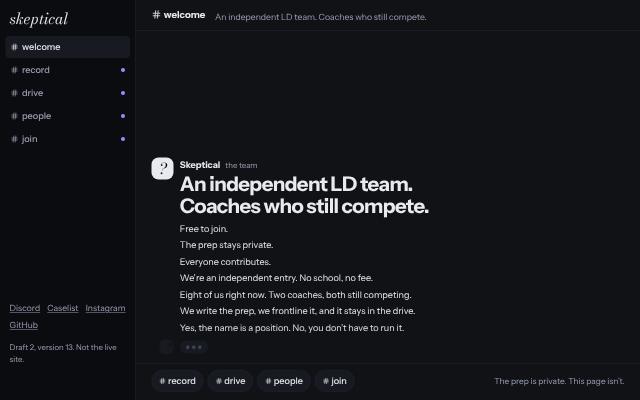 skeptical
# welcome
# record
# drive
# people
# join
Discord Caselist Instagram
GitHub
Draft 2, version 13. Not the live
site.
# welcome An independent LD team. Coaches who still compete.
?
Skeptical the team
An independent LD team.
Coaches who still compete.
Free to join.
The prep stays private.
Everyone contributes.
We're an independent entry. No school, no fee.
Eight of us right now. Two coaches, both still competing.
We write the prep, we frontline it, and it stays in the drive.
Yes, the name is a position. No, you don't have to run it.
# record # drive # people # join
The prep is private. This page isn't.